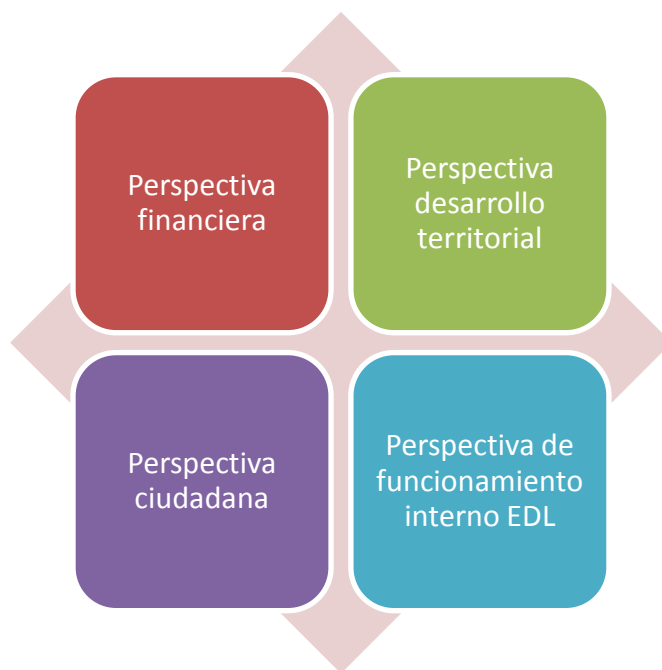 Perspectiva
financiera
Perspectiva
desarrollo
territorial
Perspectiva
ciudadana
Perspectiva de
funcionamiento
interno EDL